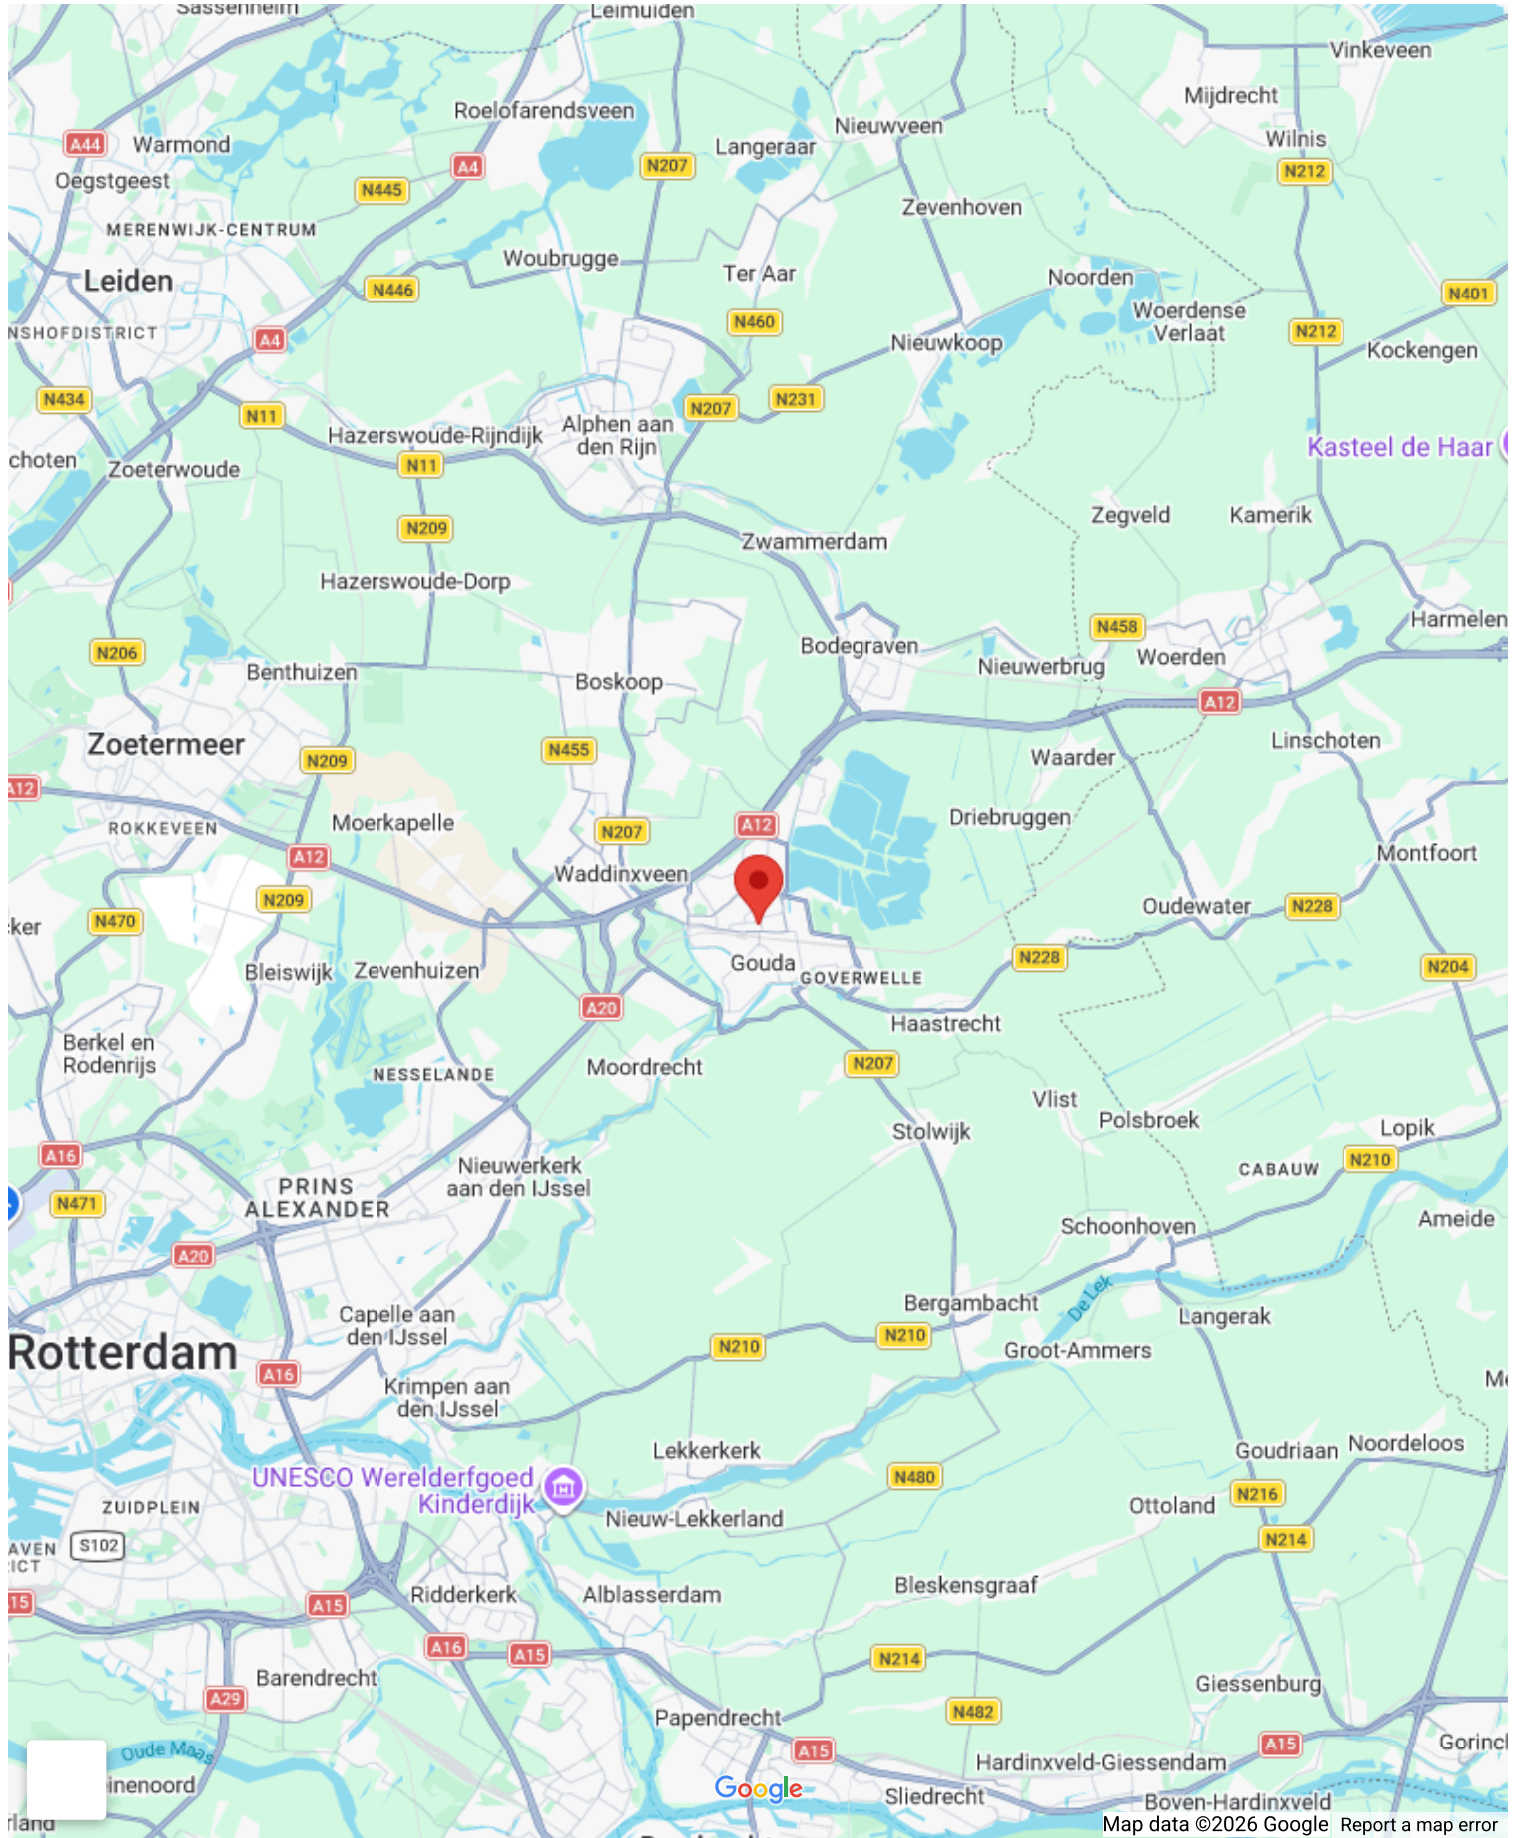 Sassenheim
Leimuiden
Vinkeveen
Mijdrecht
Roelofarendsveen
Nieuwveen
A44
Warmond
Langeraar
Wilnis
A4
N207
N212
Oegstgeest
N445
Zevenhoven
MERENWIJK-CENTRUM
Woubrugge
Ter Aar
Noorden
Leiden
N446
N401
Woerdense
Verlaat
N460
NSHOFDISTRICT
A4
Nieuwkoop
N212
Kockengen
N434
N11
N207
N231
Alphen aan
den Rijn
Hazerswoude-Rijndijk
Kasteel de Haar
choten
Zoeterwoude
N11
Zegveld
Kamerik
N209
Zwammerdam
Hazerswoude-Dorp
Harmelen
N458
N206
Bodegraven
Nieuwerbrug
Woerden
Benthuizen
Boskoop
A12
Zoetermeer
N209
N455
Waarder
Linschoten
A12
ROKKEVEEN
Moerkapelle
N207
A12
Driebruggen
A12
Waddinxveen
Montfoort
N209
Oudewater
N228
cker
N470
Bleiswijk
Zevenhuizen
Gouda
GOVERWELLE
N228
N204
A20
Haastrecht
Berkel en
Rodenrijs
NESSELANDE
Moordrecht
N207
Vlist
Polsbroek
Stolwijk
Lopik
A16
Nieuwerkerk
aan den IJssel
CABAUW
N210
N471
PRINS
ALEXANDER
Schoonhoven
Ameide
A20
De Lek
Capelle aan
den IJssel
Bergambacht
Langerak
Rotterdam
N210
N210
Groot-Ammers
A16
Krimpen aan
den IJssel
Lekkerkerk
Goudriaan
Noordeloos
UNESCO Werelderfgoed
Kinderdijk
N480
N216
ZUIDPLEIN
Nieuw-Lekkerland
Ottoland
S102
N214
AVEN
RICT
Ridderkerk
Alblasserdam
Bleskensgraaf
15
A15
A16
A15
N214
Barendrecht
Giessenburg
A29
Papendrecht
N482
Oude Maas
A15
A15
Hardinxveld-Giessendam
Gorincl
inenoord
Google
Sliedrecht
Boven-Hardinxveld
rland
Map data ©2026 Google
Report a map error